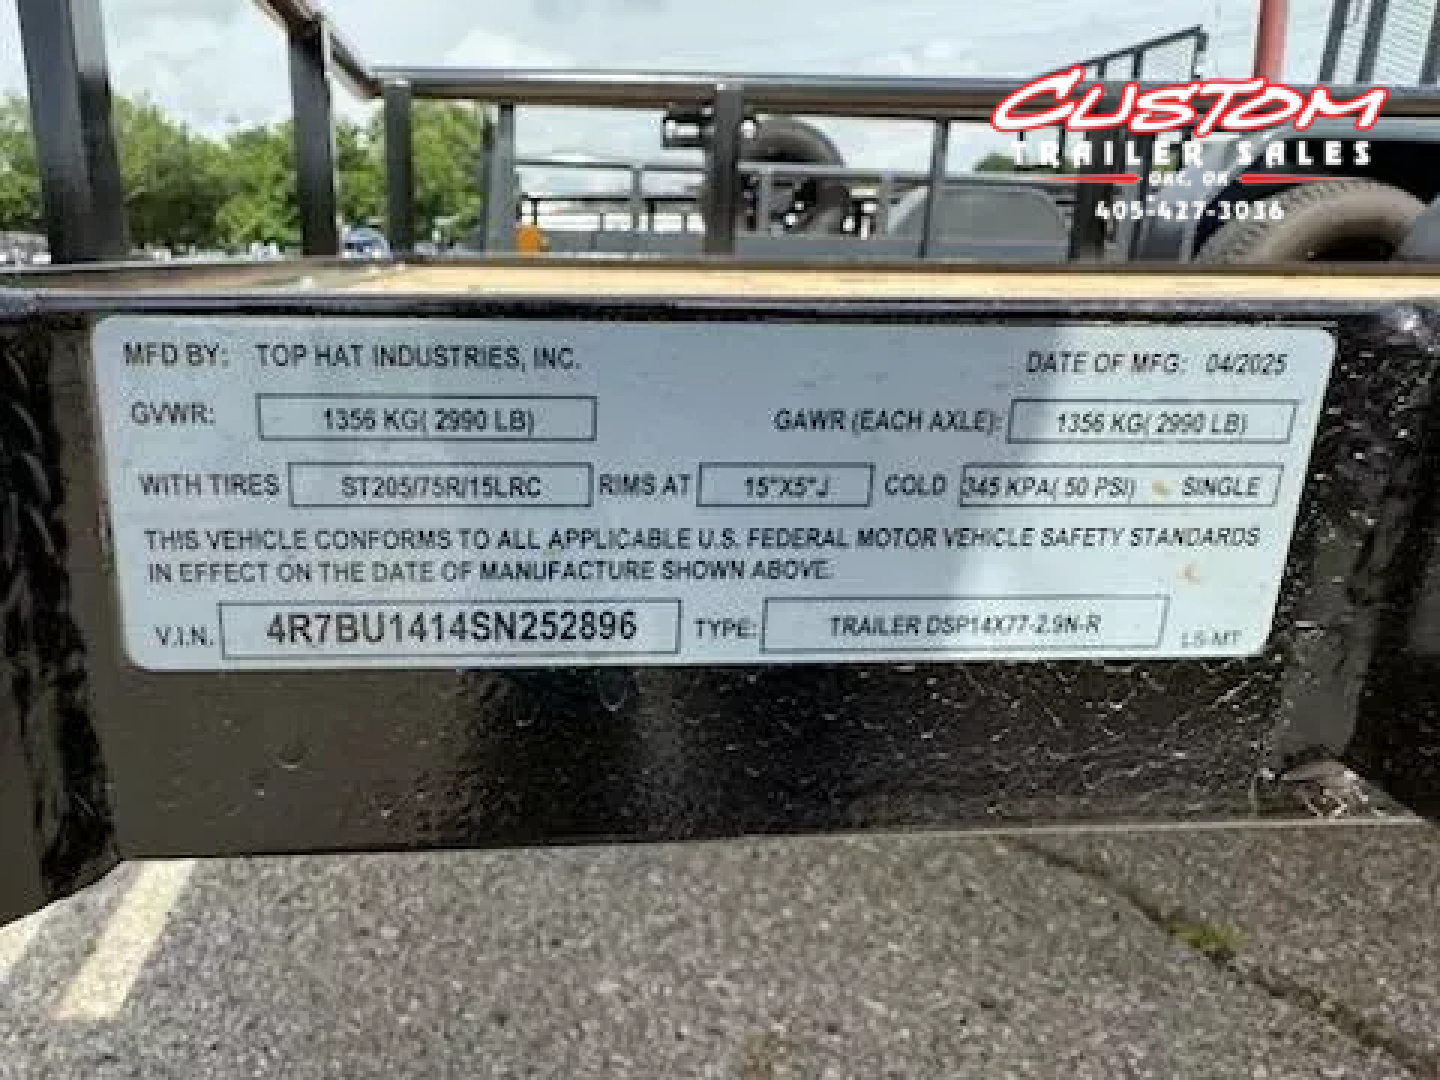 CUSTOM
TRAILER SALES
OKC, OK
405-427-3036
MFD BY: TOP HAT INDUSTRIES, INC. DATE OF MFG: 04/2025
GVWR: 1356 KG( 2990 LB) GAWR (EACH AXLE): 1356 KG( 2990 LB)
WITH TIRES ST205/75R/15LRC RIMS AT 15"X5"J COLD 345 KPA( 50 PSI) SINGLE
THIS VEHICLE CONFORMS TO ALL APPLICABLE U.S. FEDERAL MOTOR VEHICLE SAFETY STANDARDS
IN EFFECT ON THE DATE OF MANUFACTURE SHOWN ABOVE.
V.I.N. 4R7BU1414SN252896 TYPE: TRAILER DSP14X77-2.9N-R